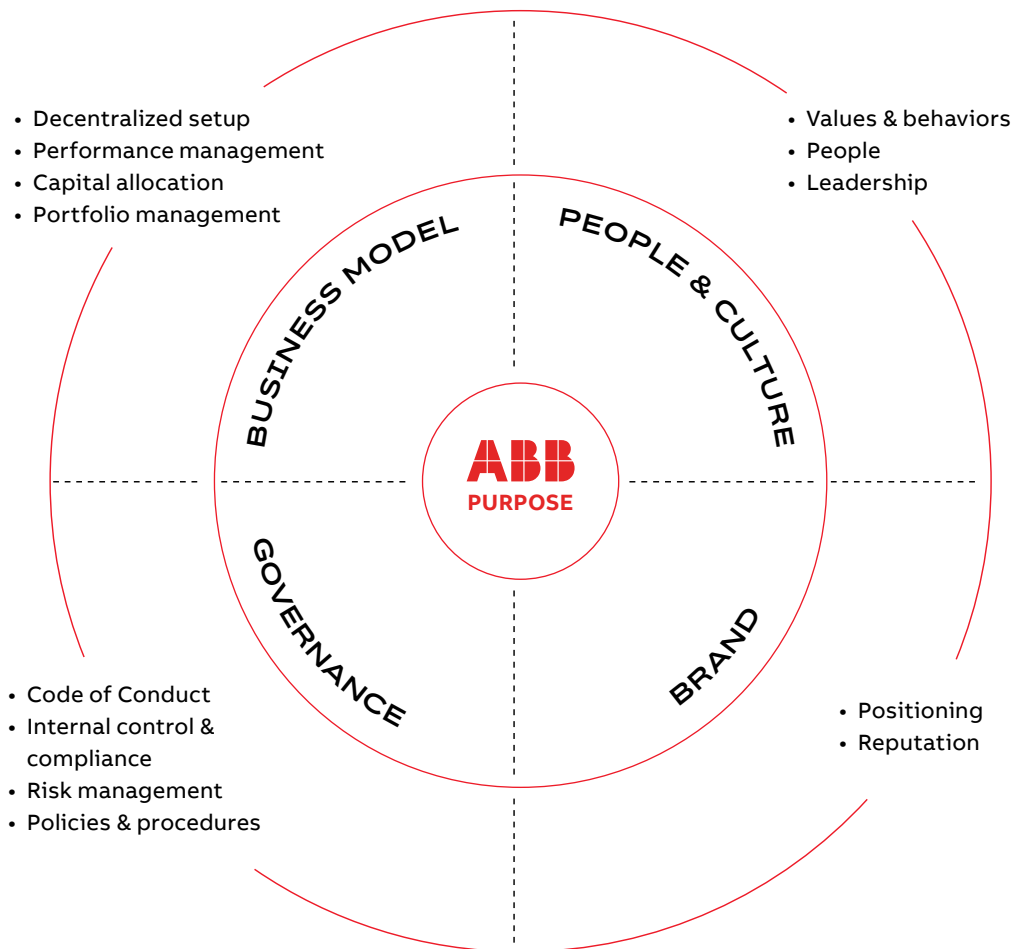 • Decentralized setup
• Performance management
• Capital allocation
• Portfolio management
• Values & behaviors
• People
• Leadership
BUSINESS MODEL
PEOPLE & CULTURE
ABB
PURPOSE
GOVERNANCE
BRAND
• Code of Conduct
• Internal control &
compliance
• Risk management
• Policies & procedures
• Positioning
• Reputation